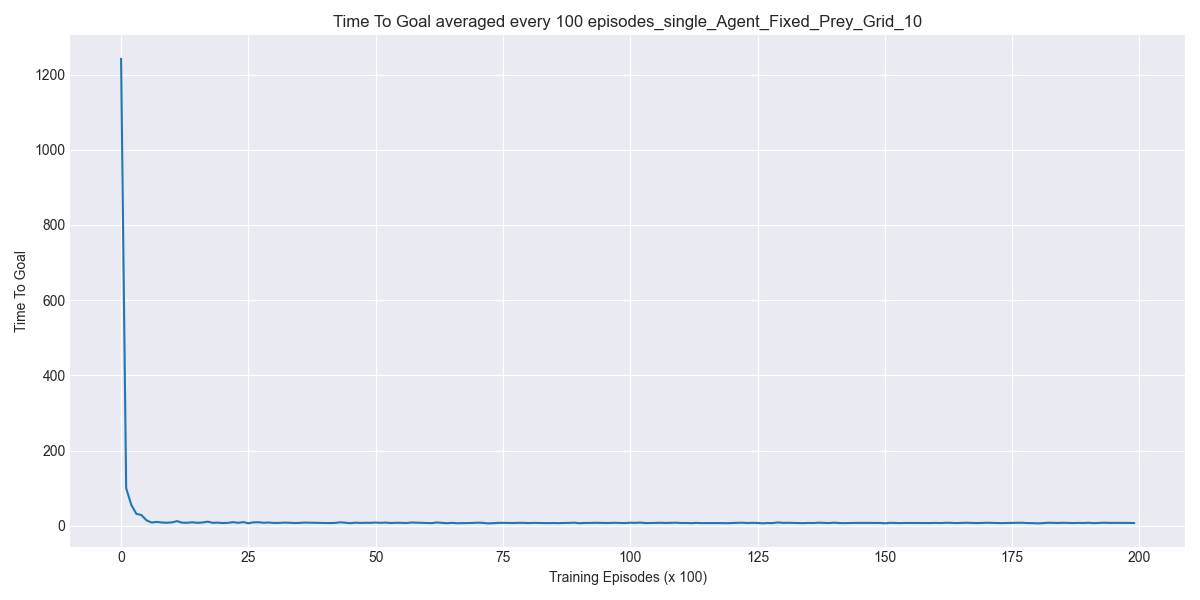 Time To Goal averaged every 100 episodes_single_Agent_Fixed_Prey_Grid_10
1200
1000
800
600
400
200
0
Time To Goal
0 25 50 75 100 125 150 175 200
Training Episodes (x 100)